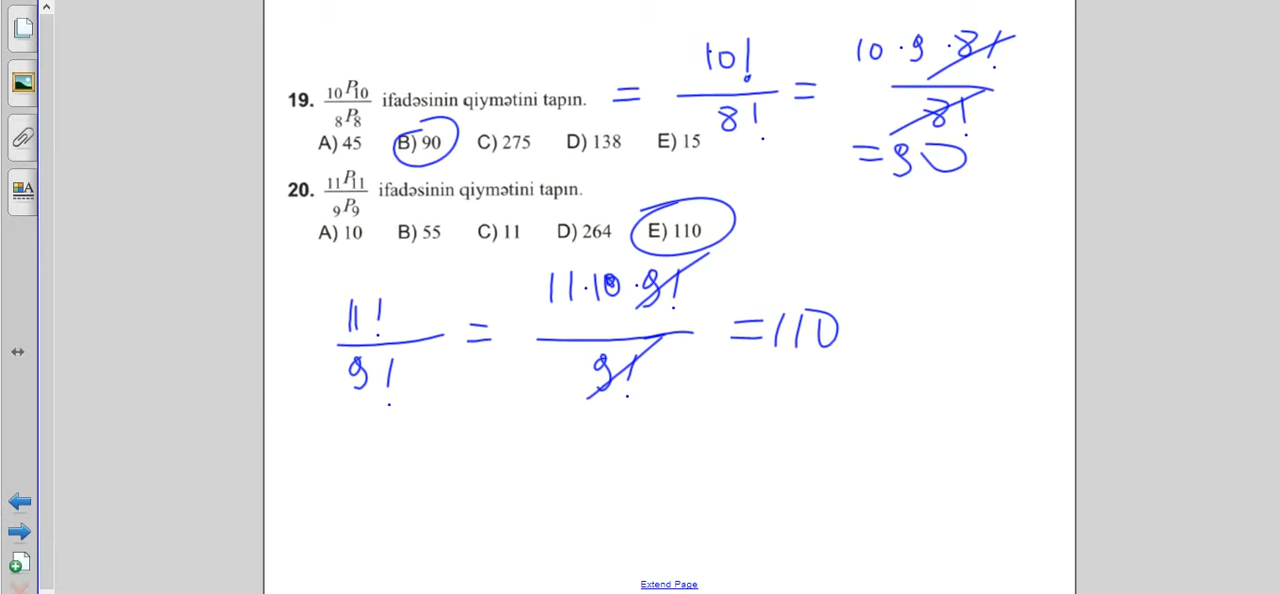 19. ₁₀P₁₀ / ₈P₈ ifadəsinin qiymətini tapın. = 10! / 8! = 10 · 9 · 8! / 8!
A) 45 B) 90 C) 275 D) 138 E) 15
= 90
20. ₁₁P₁₁ / ₉P₉ ifadəsinin qiymətini tapın.
A) 10 B) 55 C) 11 D) 264 E) 110
11! / 9! = 11 · 10 · 9! / 9! = 110
Extend Page